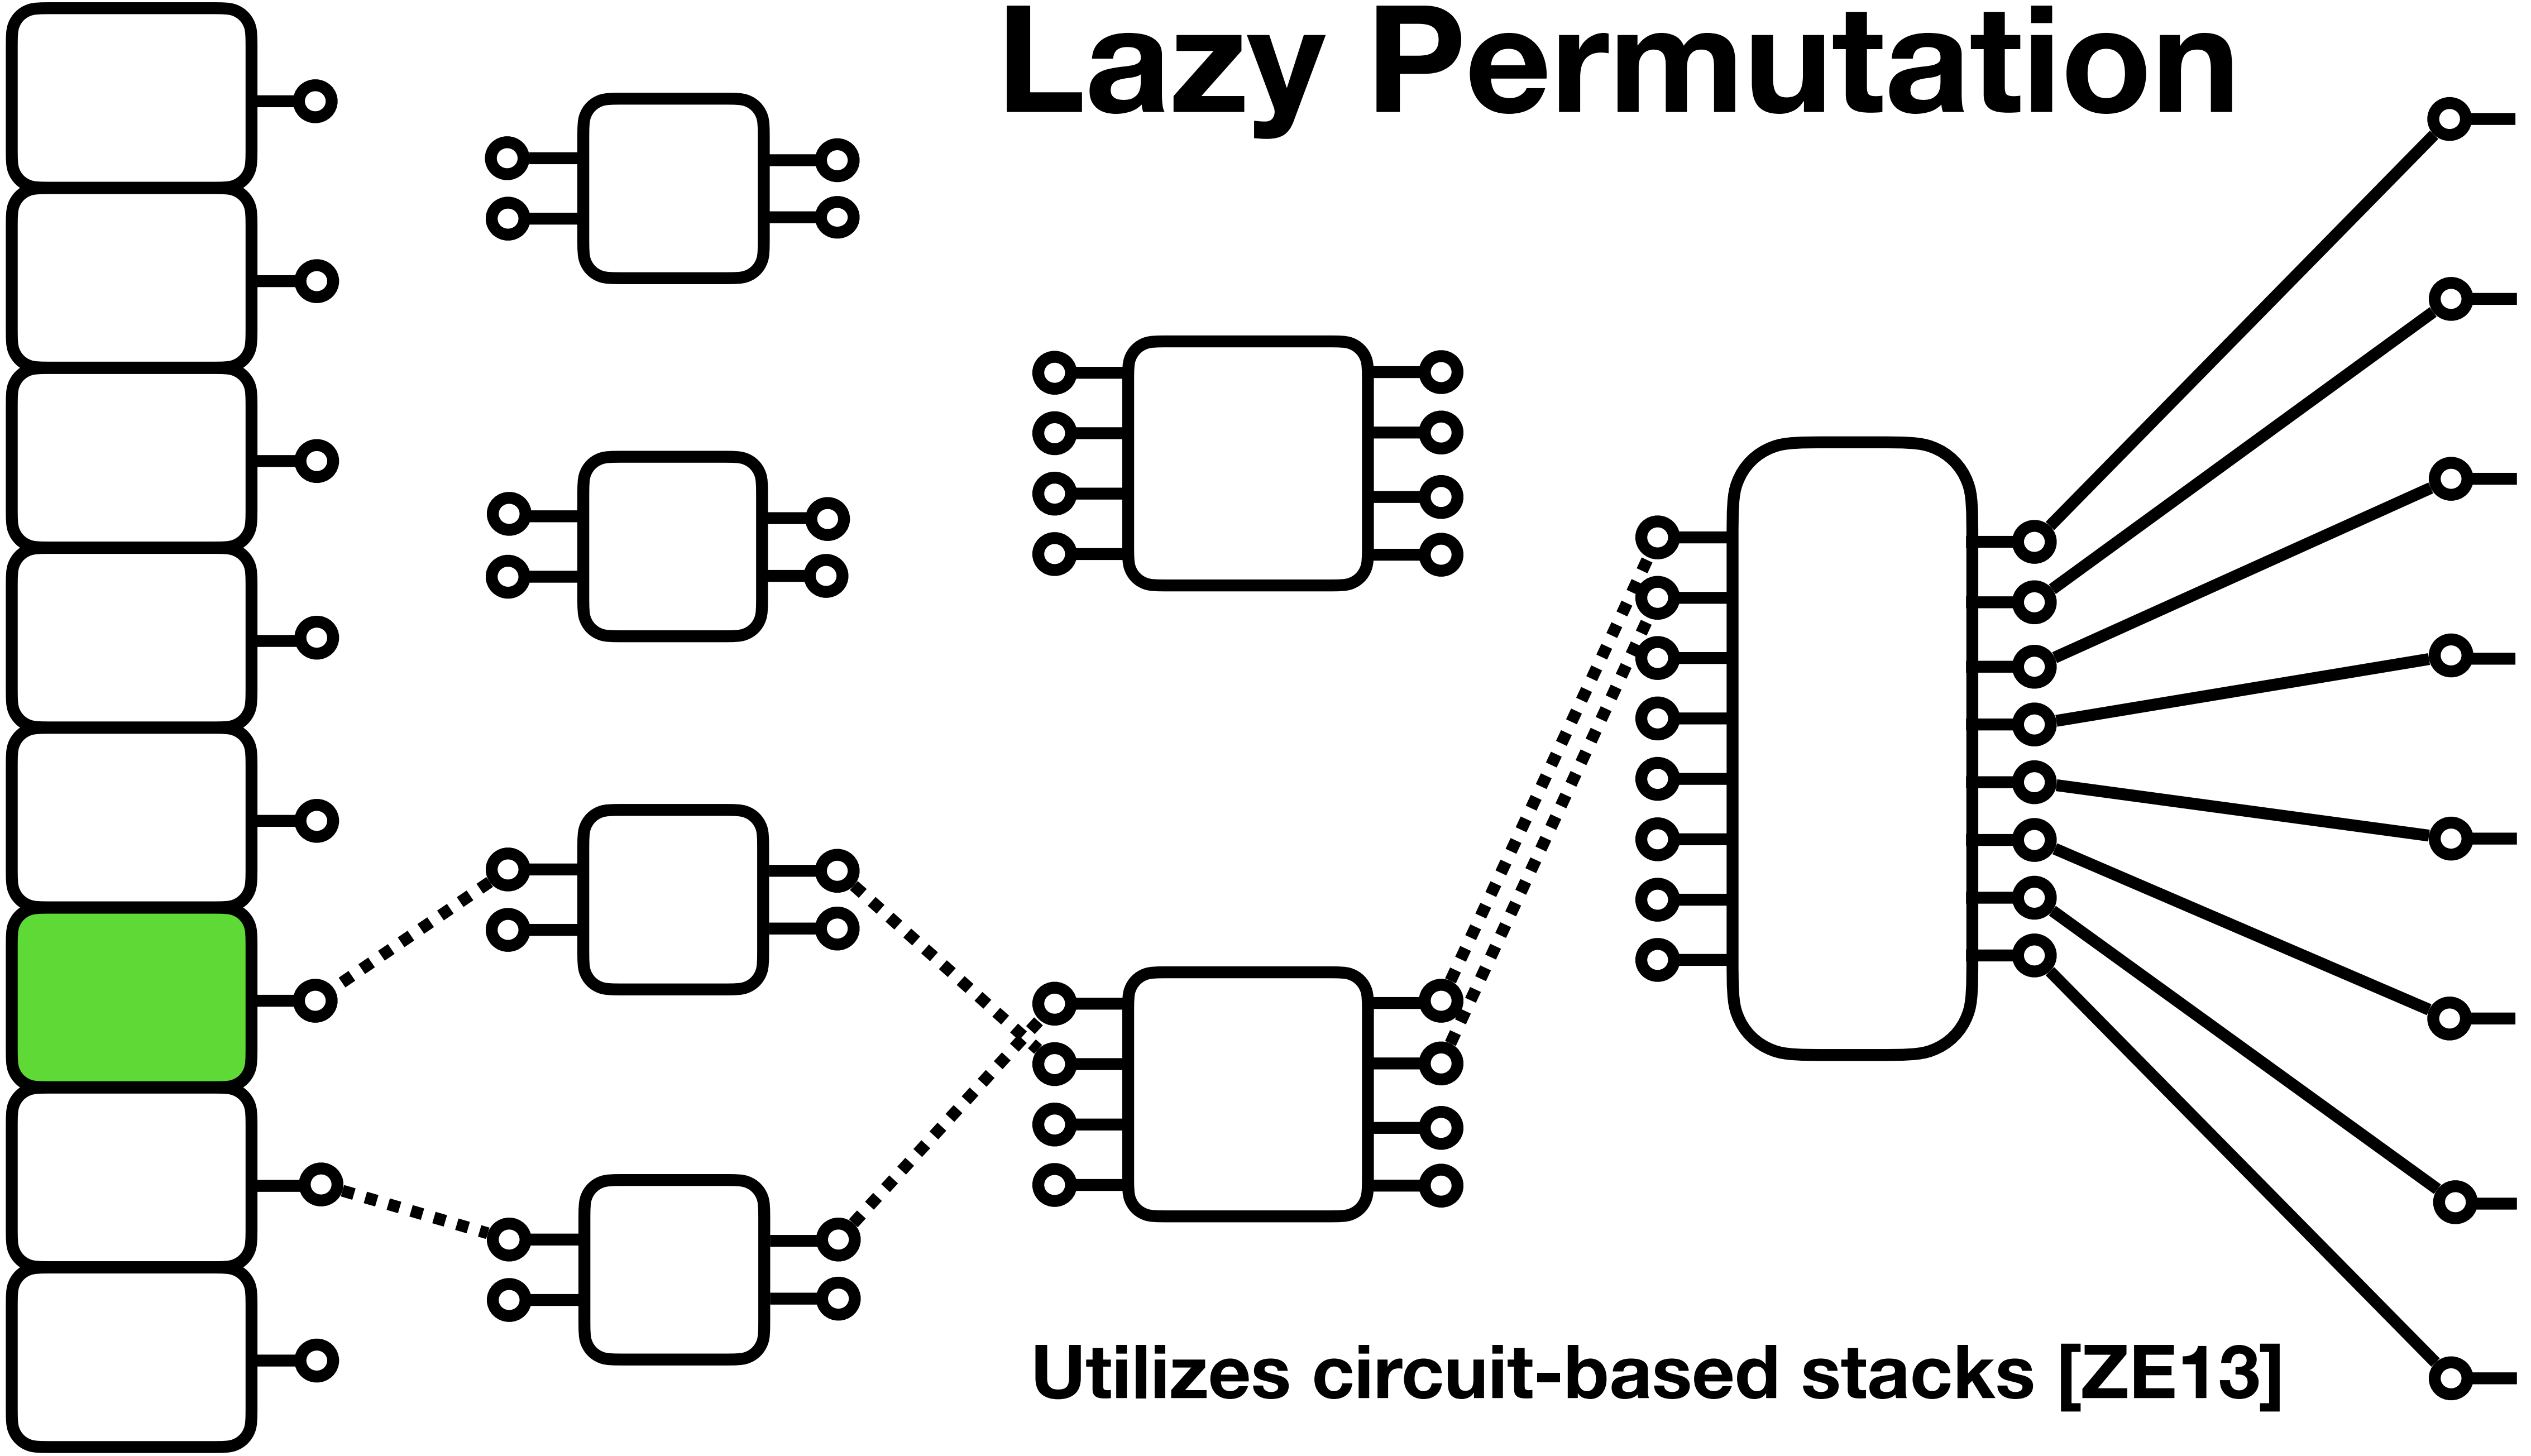 Lazy Permutation
Utilizes circuit-based stacks [ZE13]